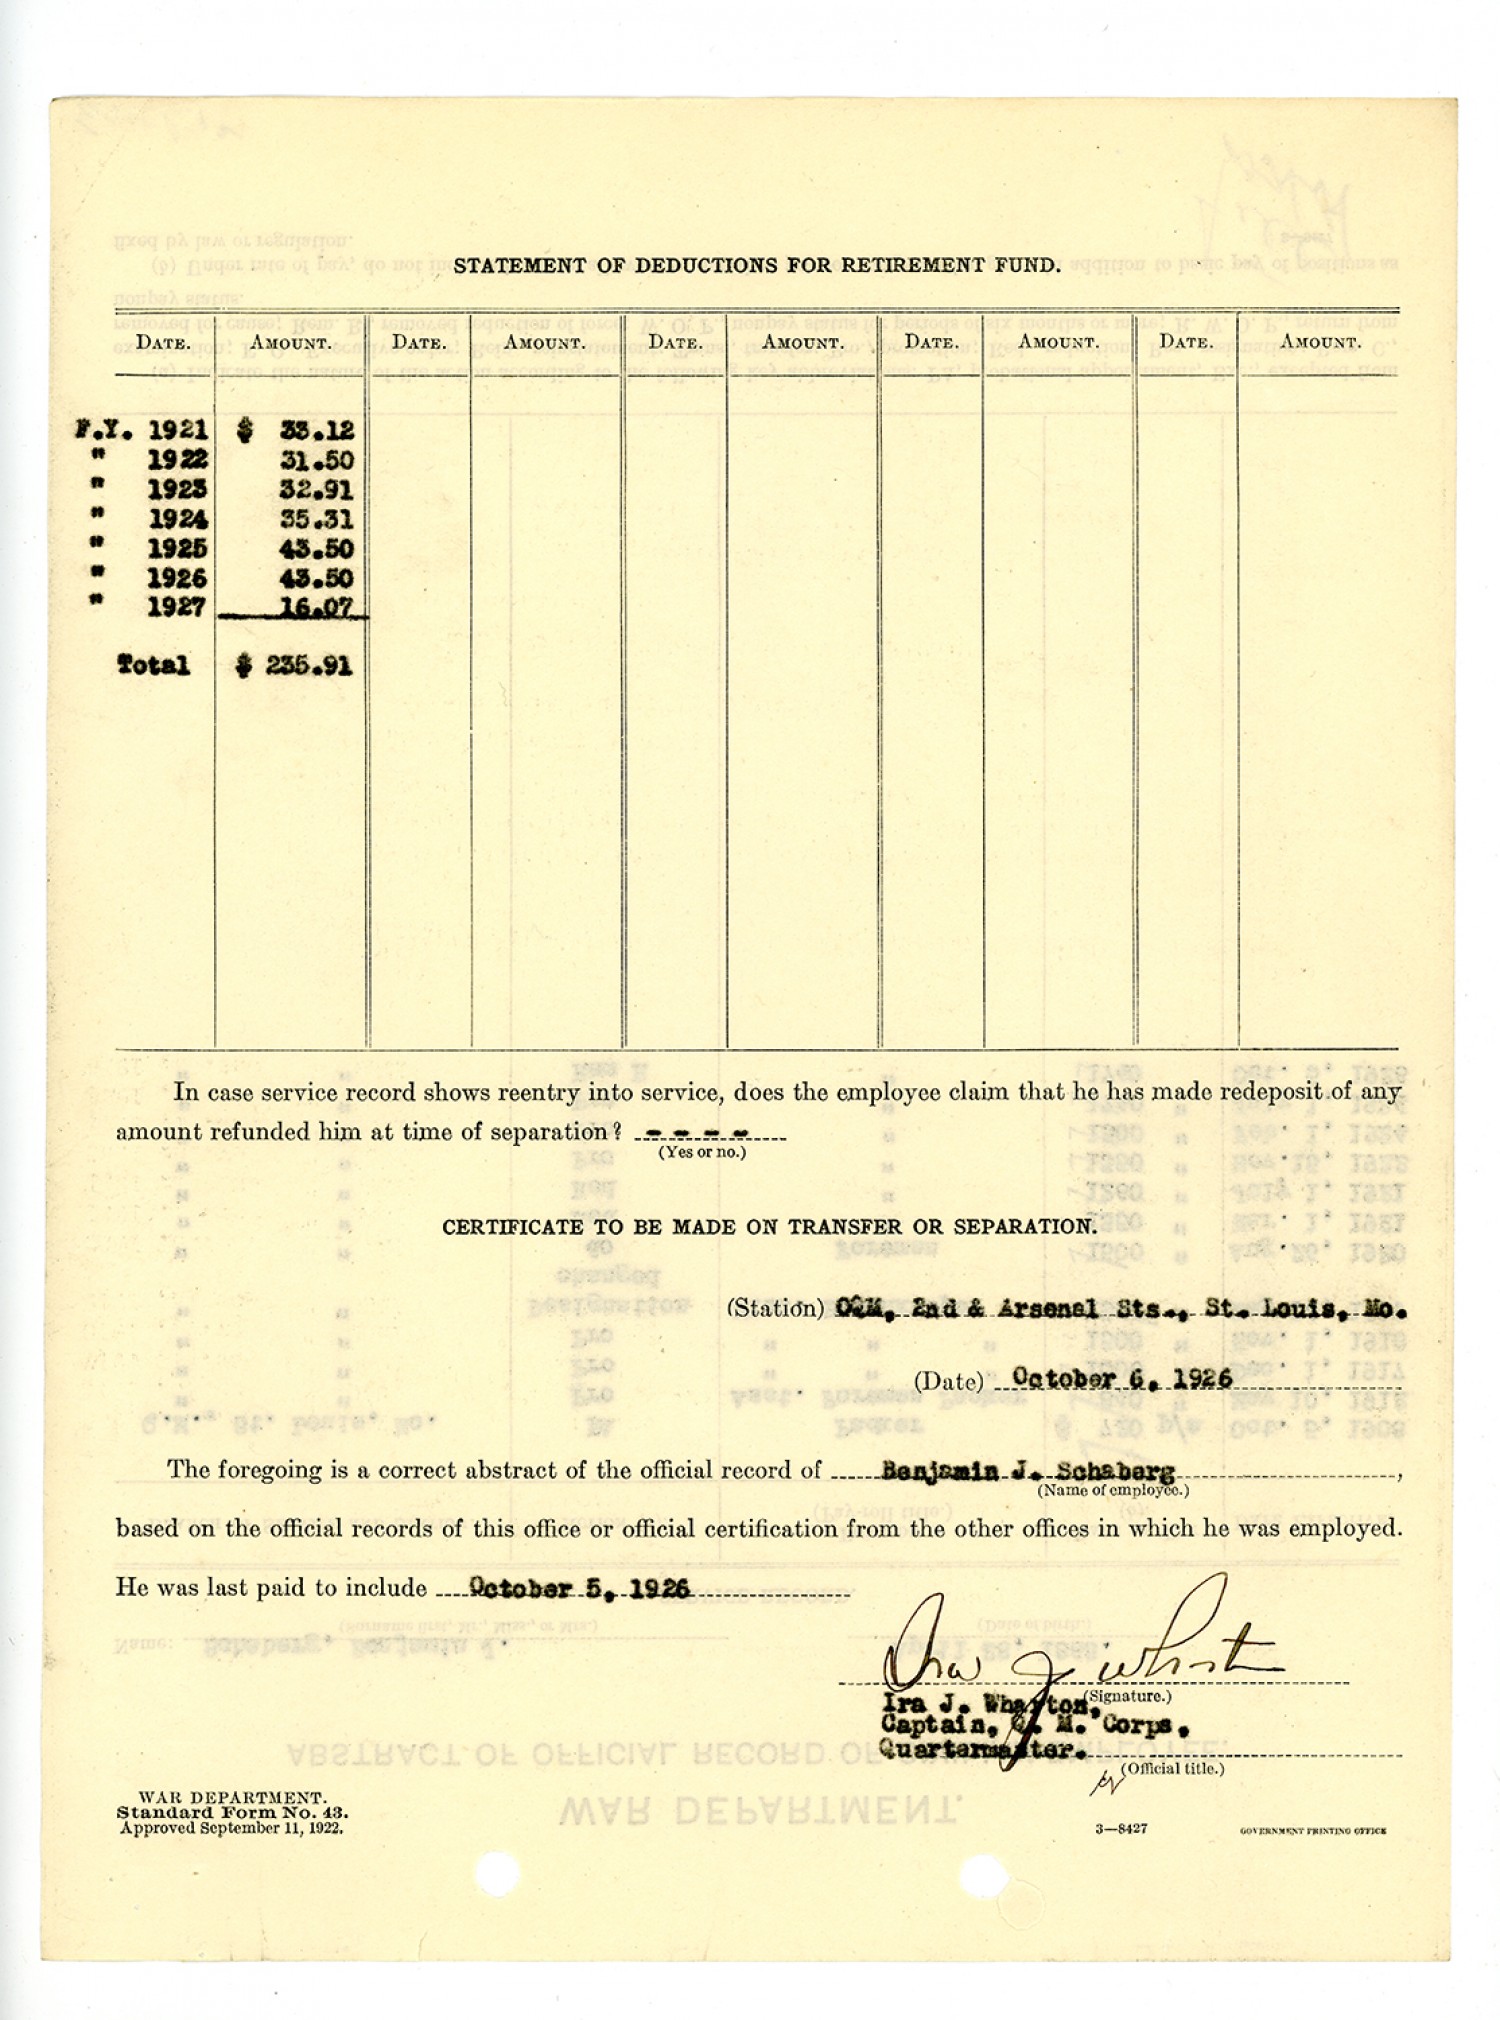 STATEMENT OF DEDUCTIONS FOR RETIREMENT FUND.
DATE. AMOUNT. DATE. AMOUNT. DATE. AMOUNT. DATE. AMOUNT. DATE. AMOUNT.
F.Y. 1921 $ 33.12
" 1922 31.50
" 1923 32.91
" 1924 35.31
" 1925 43.50
" 1926 43.50
" 1927 16.07
Total $ 235.91
In case service record shows reentry into service, does the employee claim that he has made redeposit of any
amount refunded him at time of separation? - - - -
(Yes or no.)
CERTIFICATE TO BE MADE ON TRANSFER OR SEPARATION.
(Station) OQM, 2nd & Arsenal Sts., St. Louis, Mo.
(Date) October 6, 1926
The foregoing is a correct abstract of the official record of Benjamin J. Schaberg,
(Name of employee.)
based on the official records of this office or official certification from the other offices in which he was employed.
He was last paid to include October 5, 1926
Ira J Wharton
(Signature.)
Ira J. Wharton,
Captain, Q. M. Corps.
Quartermaster.
(Official title.)
WAR DEPARTMENT.
Standard Form No. 43.
Approved September 11, 1922.
3—8427
GOVERNMENT PRINTING OFFICE